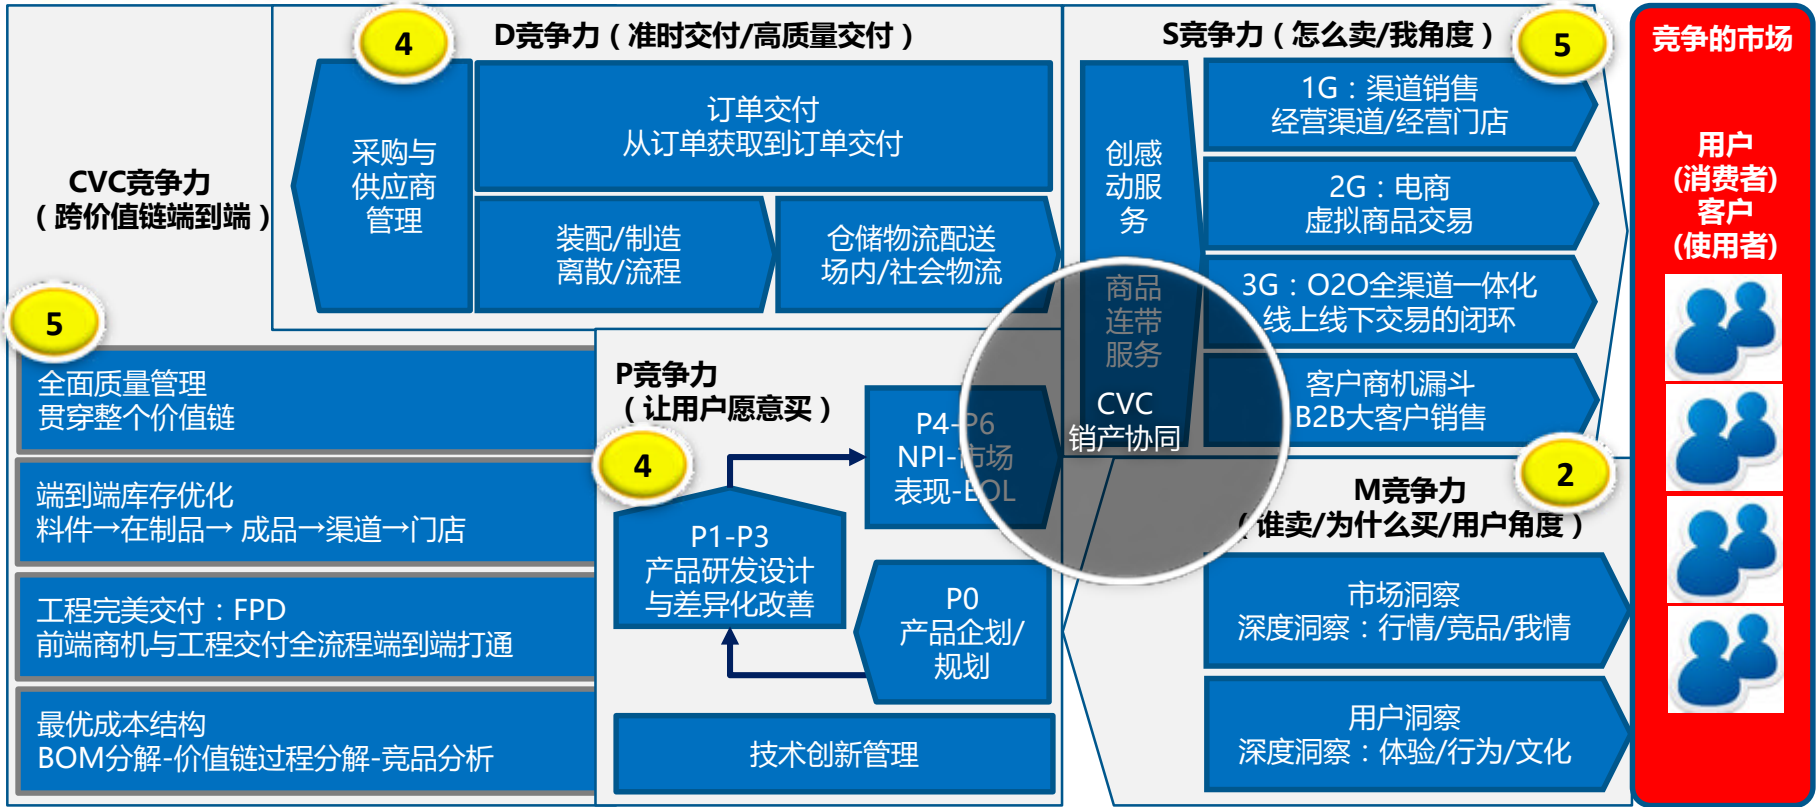 CVC竞争力
（跨价值链端到端）
5
全面质量管理
贯穿整个价值链
端到端库存优化
料件→在制品→ 成品→渠道→门店
工程完美交付：FPD
前端商机与工程交付全流程端到端打通
最优成本结构
BOM分解-价值链过程分解-竞品分析
D竞争力（准时交付/高质量交付）
4
采购与
供应商
管理
订单交付
从订单获取到订单交付
装配/制造
离散/流程
仓储物流配送
场内/社会物流
P竞争力
（让用户愿意买）
4
P4-P6
NPI-市场
表现-EOL
P1-P3
产品研发设计
与差异化改善
P0
产品企划/
规划
技术创新管理
S竞争力（怎么卖/我角度）
5
创感
动服
务
商品
连带
服务
CVC
销产协同
1G：渠道销售
经营渠道/经营门店
2G：电商
虚拟商品交易
3G：O2O全渠道一体化
线上线下交易的闭环
客户商机漏斗
B2B大客户销售
2
M竞争力
（谁卖/为什么买/用户角度）
市场洞察
深度洞察：行情/竞品/我情
用户洞察
深度洞察：体验/行为/文化
竞争的市场
用户
(消费者)
客户
(使用者)